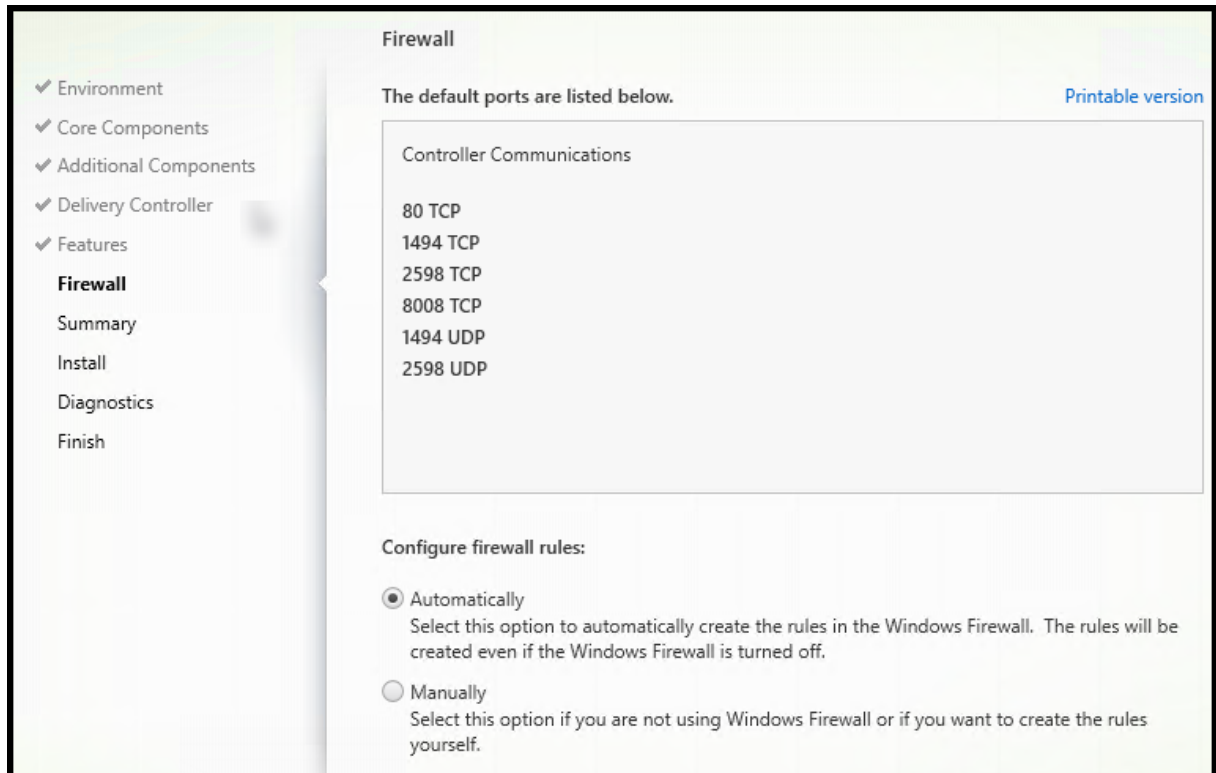 Firewall
Environment
Core Components
Additional Components
Delivery Controller
Features
Firewall
Summary
Install
Diagnostics
Finish
The default ports are listed below.
Printable version
Controller Communications
80 TCP
1494 TCP
2598 TCP
8008 TCP
1494 UDP
2598 UDP
Configure firewall rules:
Automatically
Select this option to automatically create the rules in the Windows Firewall. The rules will be
created even if the Windows Firewall is turned off.
Manually
Select this option if you are not using Windows Firewall or if you want to create the rules
yourself.